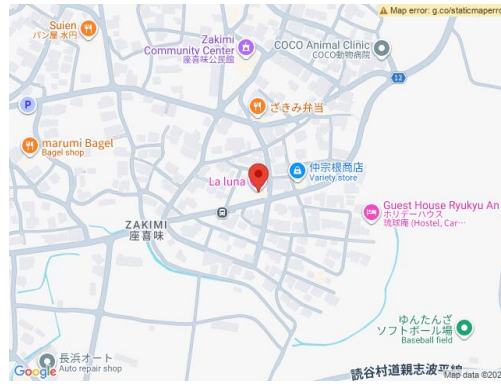 Map error: g.co/staticmaperro
Suien
パン屋 水円
Zakimi
Community Center
座喜味公民館
COCO Animal Clinic
COCO動物病院
12
ざきみ弁当
P
marumi Bagel
Bagel shop
La luna
仲宗根商店
Variety store
Guest House Ryukyu An
ホリデーハウス
琉球庵 (Hostel, Car…
ZAKIMI
座喜味
ゆんたんざ
ソフトボール場
Baseball field
長浜オート
Auto repair shop
読谷村道親志波平線
Google
Map data ©202